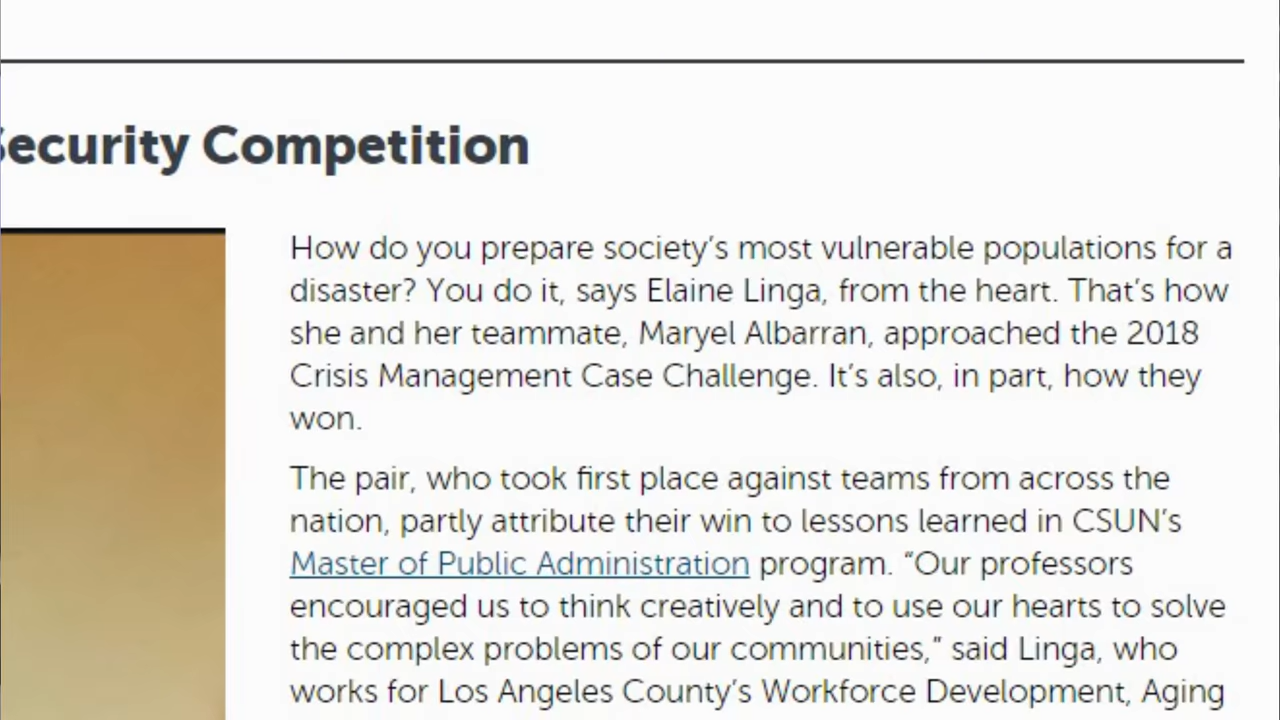 Security Competition
How do you prepare society’s most vulnerable populations for a
disaster? You do it, says Elaine Linga, from the heart. That’s how
she and her teammate, Maryel Albarran, approached the 2018
Crisis Management Case Challenge. It’s also, in part, how they
won.
The pair, who took first place against teams from across the
nation, partly attribute their win to lessons learned in CSUN’s
Master of Public Administration program. “Our professors
encouraged us to think creatively and to use our hearts to solve
the complex problems of our communities,” said Linga, who
works for Los Angeles County’s Workforce Development, Aging